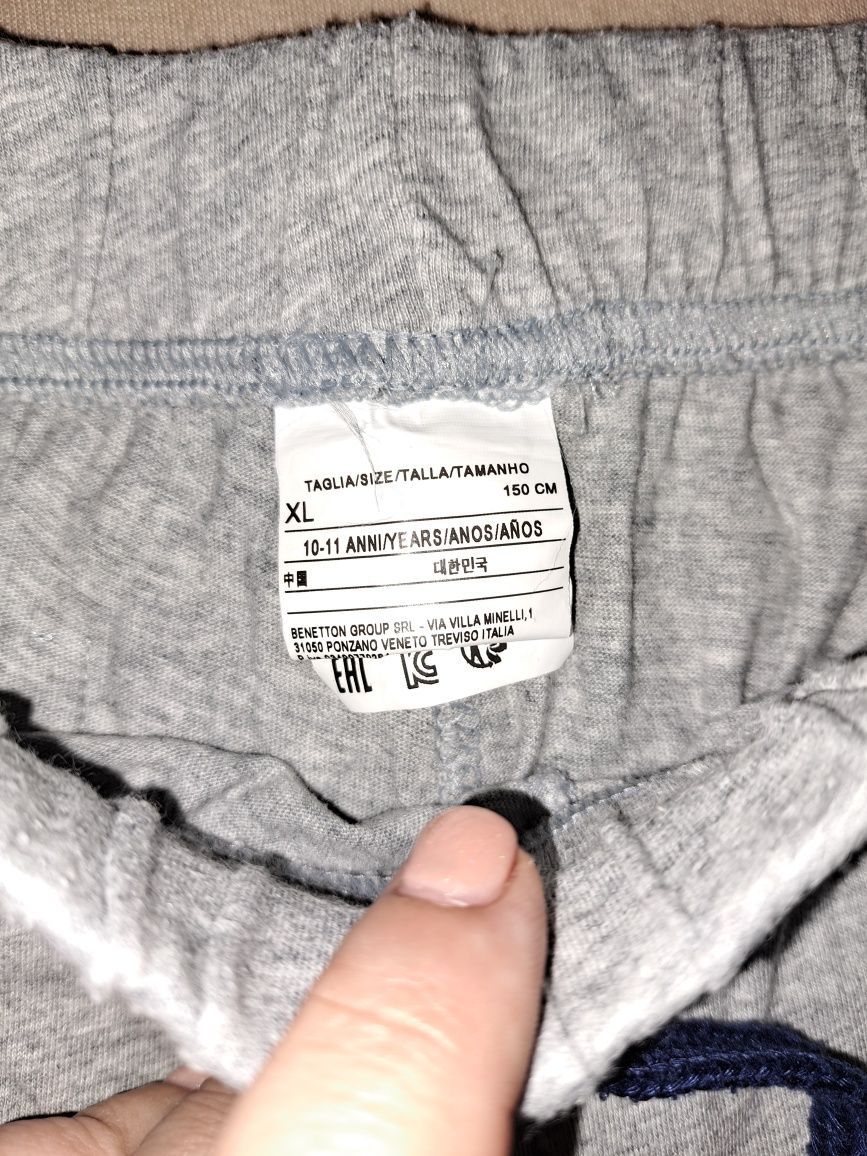 TAGLIA/SIZE/TALLA/TAMANHO
XL 150 CM
10-11 ANNI/YEARS/ANOS/AÑOS
中国 대한민국
BENETTON GROUP SRL - VIA VILLA MINELLI,1
31050 PONZANO VENETO TREVISO ITALIA
EAC